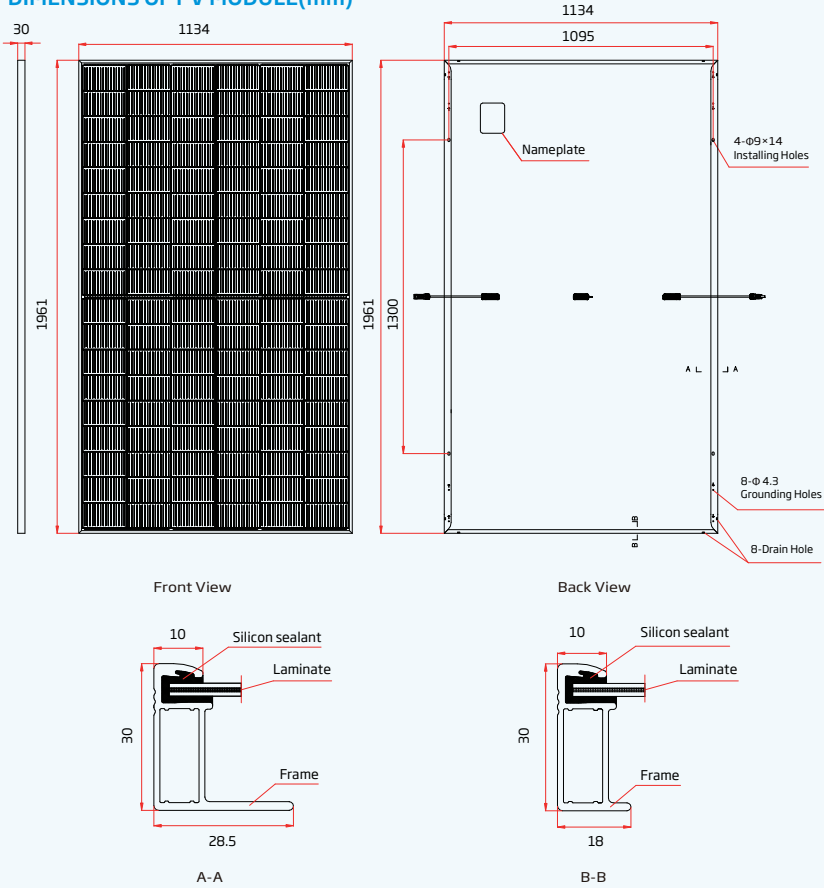 DIMENSIONS OF PV MODULE(mm)
30
1134
1961
Front View
1134
1095
Nameplate
4-Φ9×14
Installing Holes
1961
1300
A
A
8-Φ 4.3
Grounding Holes
B
B
8-Drain Hole
Back View
10
Silicon sealant
Laminate
30
Frame
28.5
A-A
10
Silicon sealant
Laminate
30
Frame
18
B-B